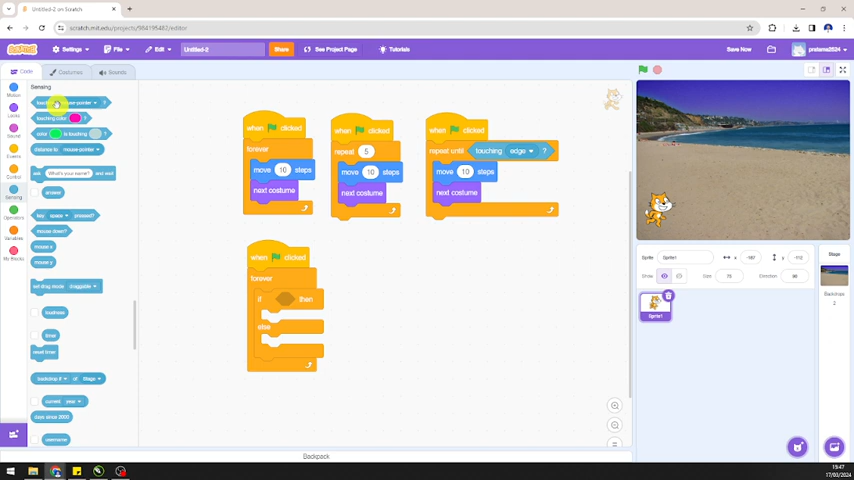 Untitled-2 on Scratch
scratch.mit.edu/projects/984195482/editor
SCRATCH
Settings
File
Edit
Untitled-2
Share
See Project Page
Tutorials
Save Now
pratama2524
Code
Costumes
Sounds
Motion
Looks
Sound
Events
Control
Sensing
Operators
Variables
My Blocks
Sensing
mouse-pointer ?
touching color ?
color is touching ?
distance to mouse-pointer
ask What's your name? and wait
answer
key space pressed?
mouse down?
mouse x
mouse y
set drag mode draggable
loudness
timer
reset timer
backdrop # of Stage
current year
days since 2000
username
when clicked
forever
move 10 steps
next costume
when clicked
repeat 5
move 10 steps
next costume
when clicked
repeat until touching edge ?
move 10 steps
next costume
when clicked
forever
if then
else
Sprite
Sprite1
x
y
-112
Show
Size
75
Direction
90
Sprite1
Stage
Backdrops
2
Backpack
19:47
17/03/2024